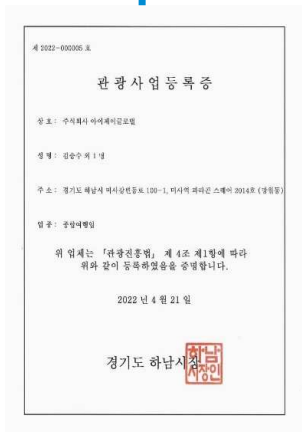 제 2022-000005 호
관광사업등록증
상 호 : 주식회사 아이제이글로벌
성 명 : 김승수 외 1 명
주 소 : 경기도 하남시 미사강변동로 100-1, 미사역 파라곤 스퀘어 2014호 (망월동)
업 종 : 종합여행업
위 업체는 「관광진흥법」 제 4조 제1항에 따라
위와 같이 등록하였음을 증명합니다.
2022 년 4 월 21 일
경기도 하남시장
하남
시장인